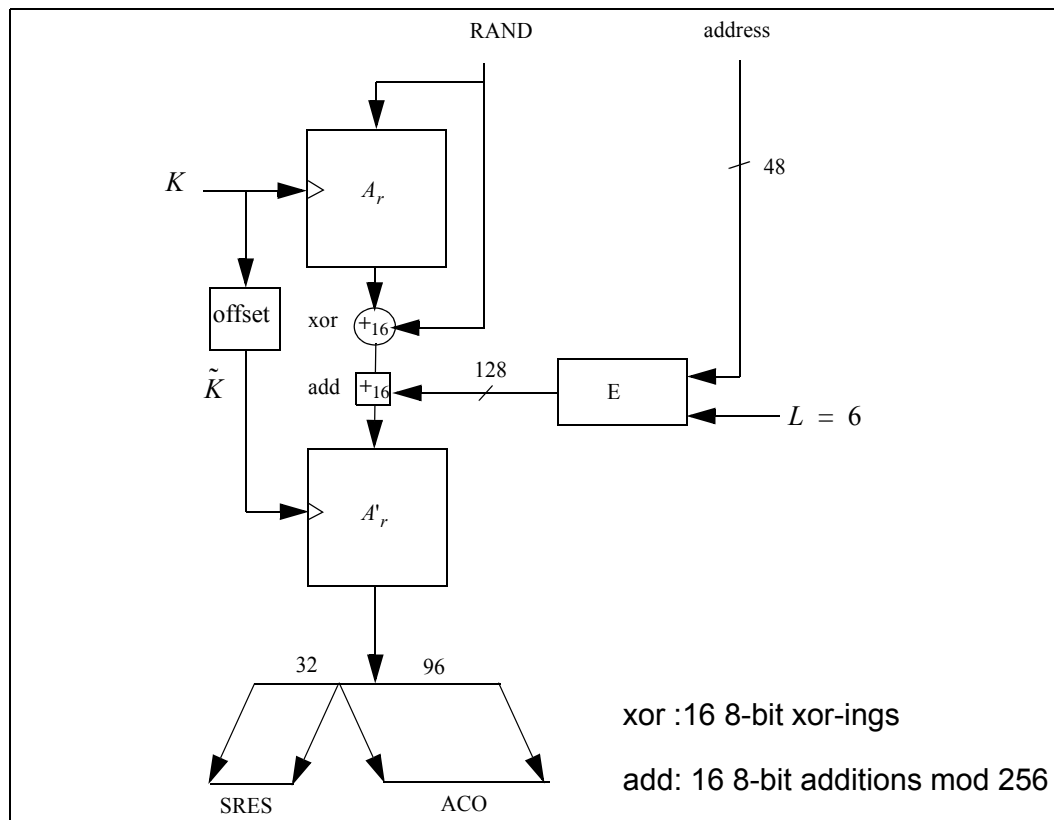 RAND
address
48
K
A_r
offset
xor
+16
K̃
add
+16
128
E
L = 6
A'_r
32
96
xor :16 8-bit xor-ings
add: 16 8-bit additions mod 256
SRES
ACO